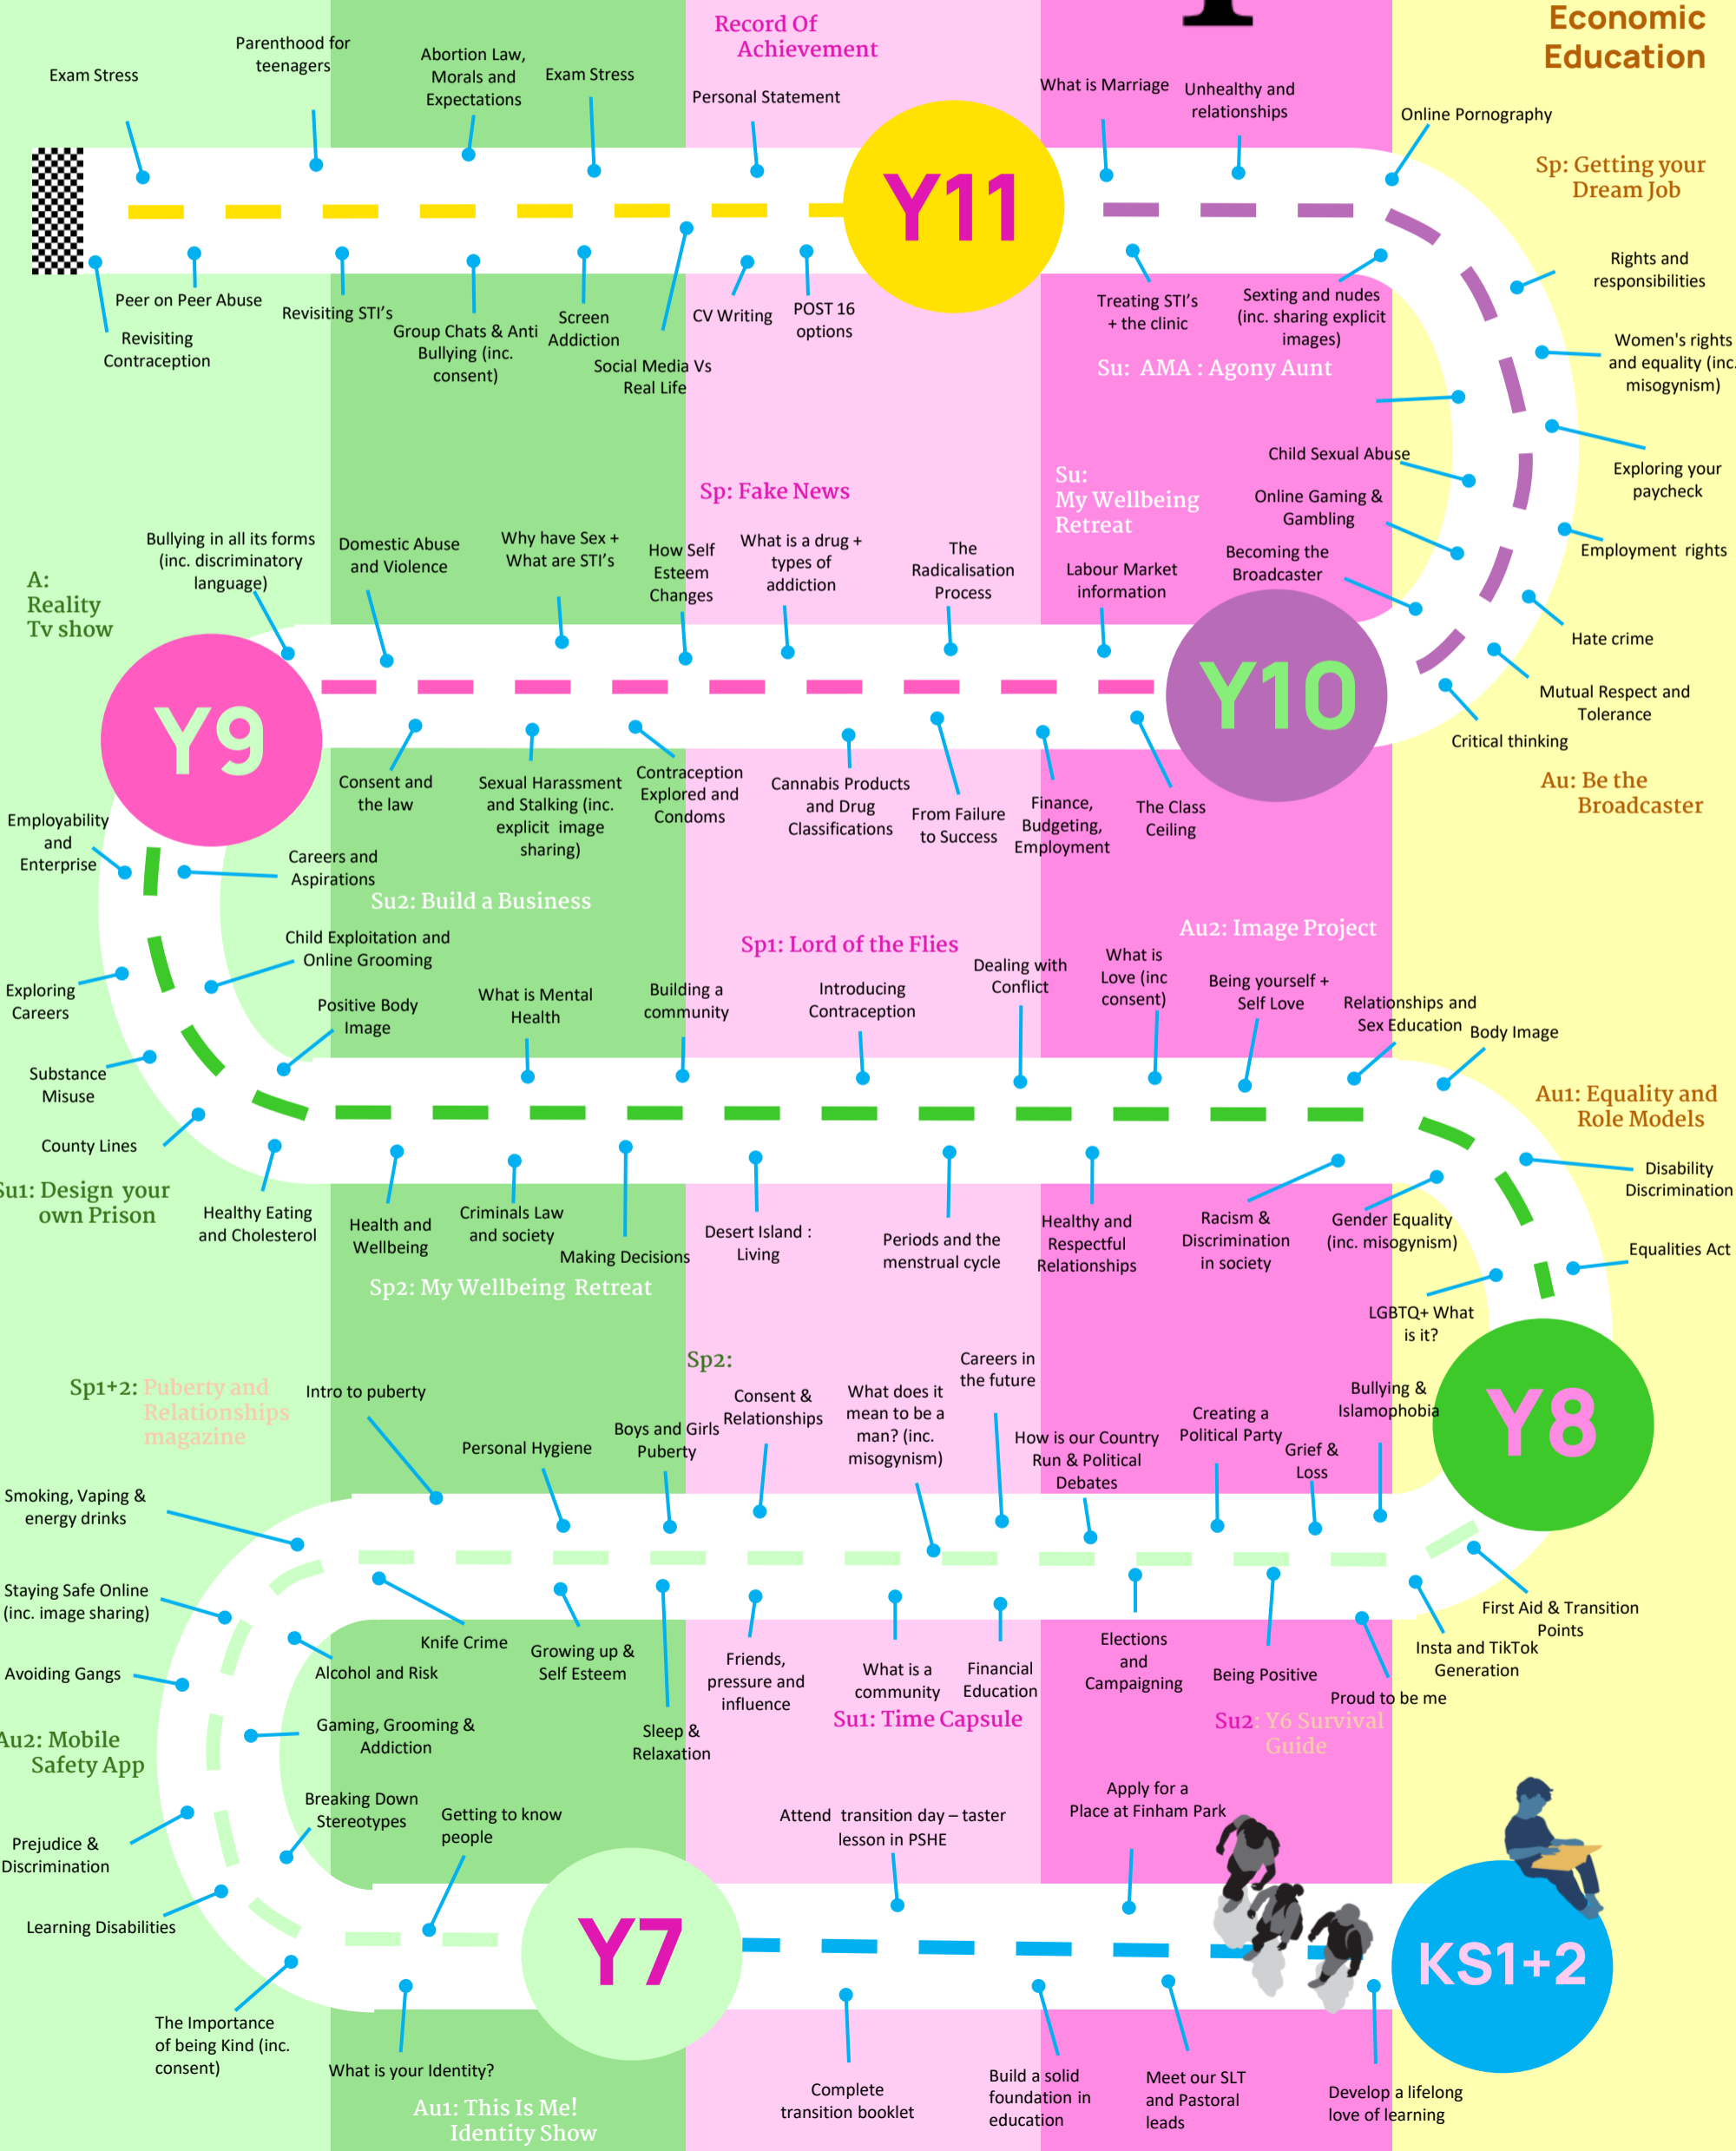 Economic
Education
Record Of
Achievement
Exam Stress
Parenthood for
teenagers
Abortion Law,
Morals and
Expectations
Exam Stress
Personal Statement
What is Marriage
Unhealthy and
relationships
Online Pornography
Sp: Getting your
Dream Job
Y11
Peer on Peer Abuse
Revisiting
Contraception
Revisiting STI's
Group Chats & Anti
Bullying (inc.
consent)
Screen
Addiction
Social Media Vs
Real Life
CV Writing
POST 16
options
Treating STI's
+ the clinic
Sexting and nudes
(inc. sharing explicit
images)
Su: AMA : Agony Aunt
Rights and
responsibilities
Women's rights
and equality (inc.
misogynism)
Exploring your
paycheck
Employment rights
Hate crime
Mutual Respect and
Tolerance
Critical thinking
Au: Be the
Broadcaster
Child Sexual Abuse
Online Gaming &
Gambling
Becoming the
Broadcaster
Su:
My Wellbeing
Retreat
Sp: Fake News
A:
Reality
Tv show
Bullying in all its forms
(inc. discriminatory
language)
Domestic Abuse
and Violence
Why have Sex +
What are STI's
How Self
Esteem
Changes
What is a drug +
types of
addiction
The
Radicalisation
Process
Labour Market
information
Y10
Y9
Consent and
the law
Sexual Harassment
and Stalking (inc.
explicit image
sharing)
Contraception
Explored and
Condoms
Cannabis Products
and Drug
Classifications
From Failure
to Success
Finance,
Budgeting,
Employment
The Class
Ceiling
Employability
and
Enterprise
Careers and
Aspirations
Su2: Build a Business
Child Exploitation and
Online Grooming
Exploring
Careers
Positive Body
Image
Substance
Misuse
County Lines
Su1: Design your
own Prison
What is Mental
Health
Building a
community
Sp1: Lord of the Flies
Introducing
Contraception
Dealing with
Conflict
What is
Love (inc
consent)
Au2: Image Project
Being yourself +
Self Love
Relationships and
Sex Education
Body Image
Au1: Equality and
Role Models
Healthy Eating
and Cholesterol
Health and
Wellbeing
Criminals Law
and society
Making Decisions
Sp2: My Wellbeing Retreat
Desert Island :
Living
Periods and the
menstrual cycle
Healthy and
Respectful
Relationships
Racism &
Discrimination
in society
Gender Equality
(inc. misogynism)
Disability
Discrimination
Equalities Act
LGBTQ+ What
is it?
Y8
Sp1+2: Puberty and
Relationships
magazine
Intro to puberty
Personal Hygiene
Boys and Girls
Puberty
Sp2:
Consent &
Relationships
What does it
mean to be a
man? (inc.
misogynism)
Careers in
the future
How is our Country
Run & Political
Debates
Creating a
Political Party
Grief &
Loss
Bullying &
Islamophobia
Smoking, Vaping &
energy drinks
Staying Safe Online
(inc. image sharing)
Avoiding Gangs
Au2: Mobile
Safety App
Knife Crime
Alcohol and Risk
Growing up &
Self Esteem
Sleep &
Relaxation
Friends,
pressure and
influence
What is a
community
Financial
Education
Su1: Time Capsule
Elections
and
Campaigning
Being Positive
Proud to be me
Insta and TikTok
Generation
First Aid & Transition
Points
Su2: Y6 Survival
Guide
Gaming, Grooming &
Addiction
Breaking Down
Stereotypes
Prejudice &
Discrimination
Learning Disabilities
Getting to know
people
Attend transition day – taster
lesson in PSHE
Apply for a
Place at Finham Park
Y7
KS1+2
The Importance
of being Kind (inc.
consent)
What is your Identity?
Au1: This Is Me!
Identity Show
Complete
transition booklet
Build a solid
foundation in
education
Meet our SLT
and Pastoral
leads
Develop a lifelong
love of learning